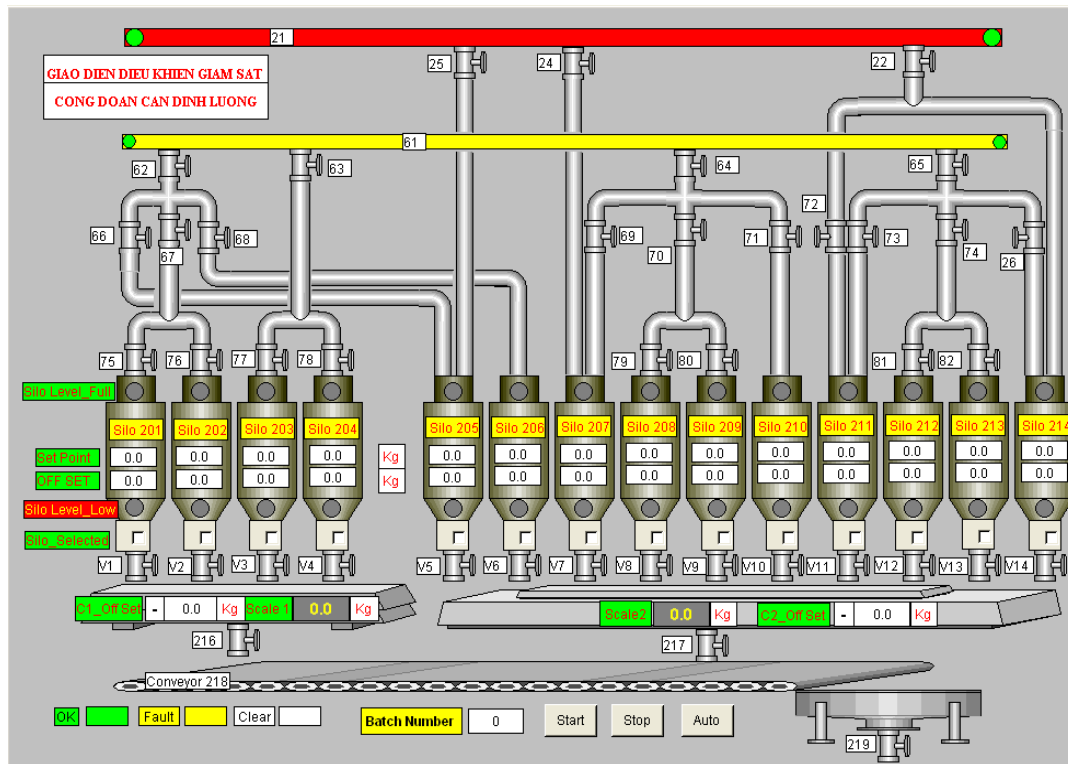 21
25
24
22
GIAO DIEN DIEU KHIEN GIAM SAT
CONG DOAN CAN DINH LUONG
61
62
63
64
65
66
67
68
69
70
71
72
73
74
26
75
76
77
78
79
80
81
82
Silo Level_Full
Silo 201 Silo 202 Silo 203 Silo 204 Silo 205 Silo 206 Silo 207 Silo 208 Silo 209 Silo 210 Silo 211 Silo 212 Silo 213 Silo 214
Set Point 0.0 0.0 0.0 0.0 Kg 0.0 0.0 0.0 0.0 0.0 0.0 0.0 0.0 0.0 0.0
OFF SET 0.0 0.0 0.0 0.0 Kg 0.0 0.0 0.0 0.0 0.0 0.0 0.0 0.0 0.0 0.0
Silo Level_Low
Silo_Selected
V1 V2 V3 V4 V5 V6 V7 V8 V9 V10 V11 V12 V13 V14
C1_Off Set - 0.0 Kg Scale 1 0.0 Kg
Scale2 0.0 Kg C2_Off Set - 0.0 Kg
216
217
Conveyor 218
OK Fault Clear Batch Number 0 Start Stop Auto
219